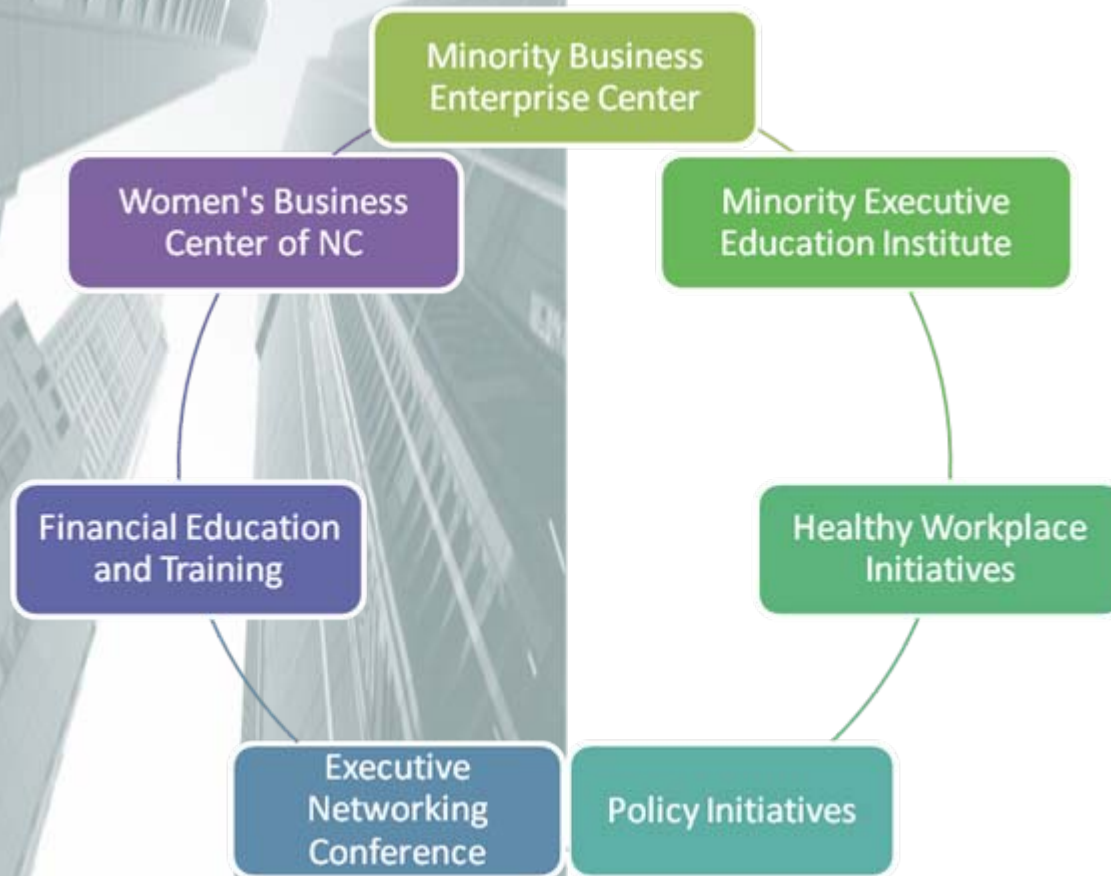 Minority Business
Enterprise Center
Women's Business
Center of NC
Minority Executive
Education Institute
Financial Education
and Training
Healthy Workplace
Initiatives
Executive
Networking
Conference
Policy Initiatives